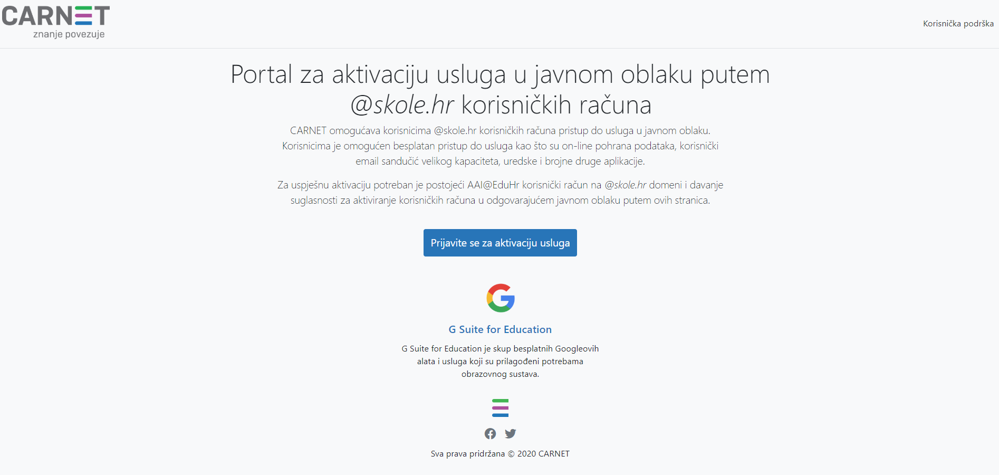 CARNET
znanje povezuje
Korisnička podrška
Portal za aktivaciju usluga u javnom oblaku putem
@skole.hr korisničkih računa
CARNET omogućava korisnicima @skole.hr korisničkih računa pristup do usluga u javnom oblaku.
Korisnicima je omogućen besplatan pristup do usluga kao što su on-line pohrana podataka, korisnički
email sandučić velikog kapaciteta, uredske i brojne druge aplikacije.
Za uspješnu aktivaciju potreban je postojeći AAI@EduHr korisnički račun na @skole.hr domeni i davanje
suglasnosti za aktiviranje korisničkih računa u odgovarajućem javnom oblaku putem ovih stranica.
Prijavite se za aktivaciju usluga
G Suite for Education
G Suite for Education je skup besplatnih Googleovih
alata i usluga koji su prilagođeni potrebama
obrazovnog sustava.
Sva prava pridržana © 2020 CARNET